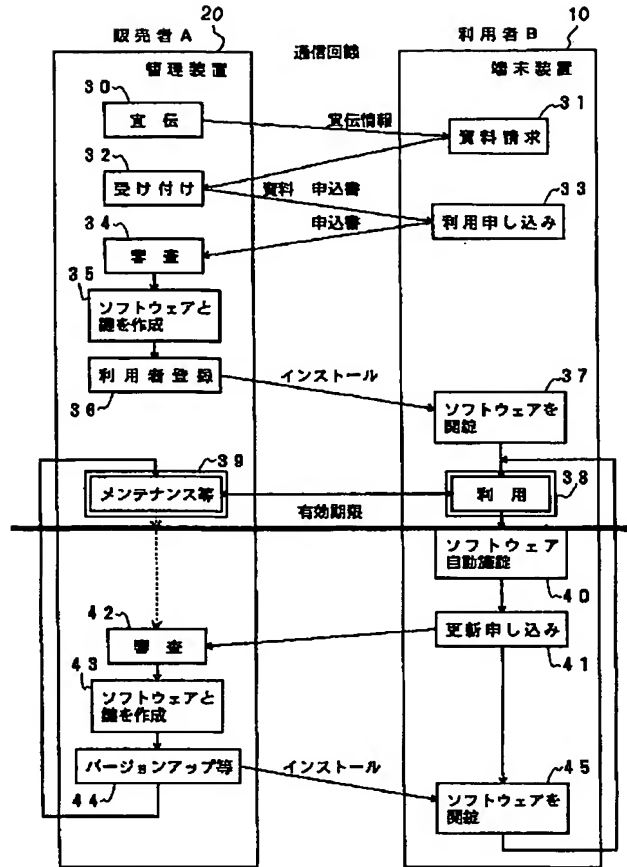 販売者A
20
通信回線
利用者B
10
管理装置
端末装置
30
宣伝
宣伝情報
31
資料請求
32
受け付け
資料 申込書
33
利用申し込み
34
審査
申込書
35
ソフトウェアと
鍵を作成
利用者登録
36
インストール
37
ソフトウェアを
開錠
39
メンテナンス等
有効期限
利用
38
ソフトウェア
自動施錠
40
42
審査
更新申し込み
41
43
ソフトウェアと
鍵を作成
バージョンアップ等
44
インストール
45
ソフトウェアを
開錠